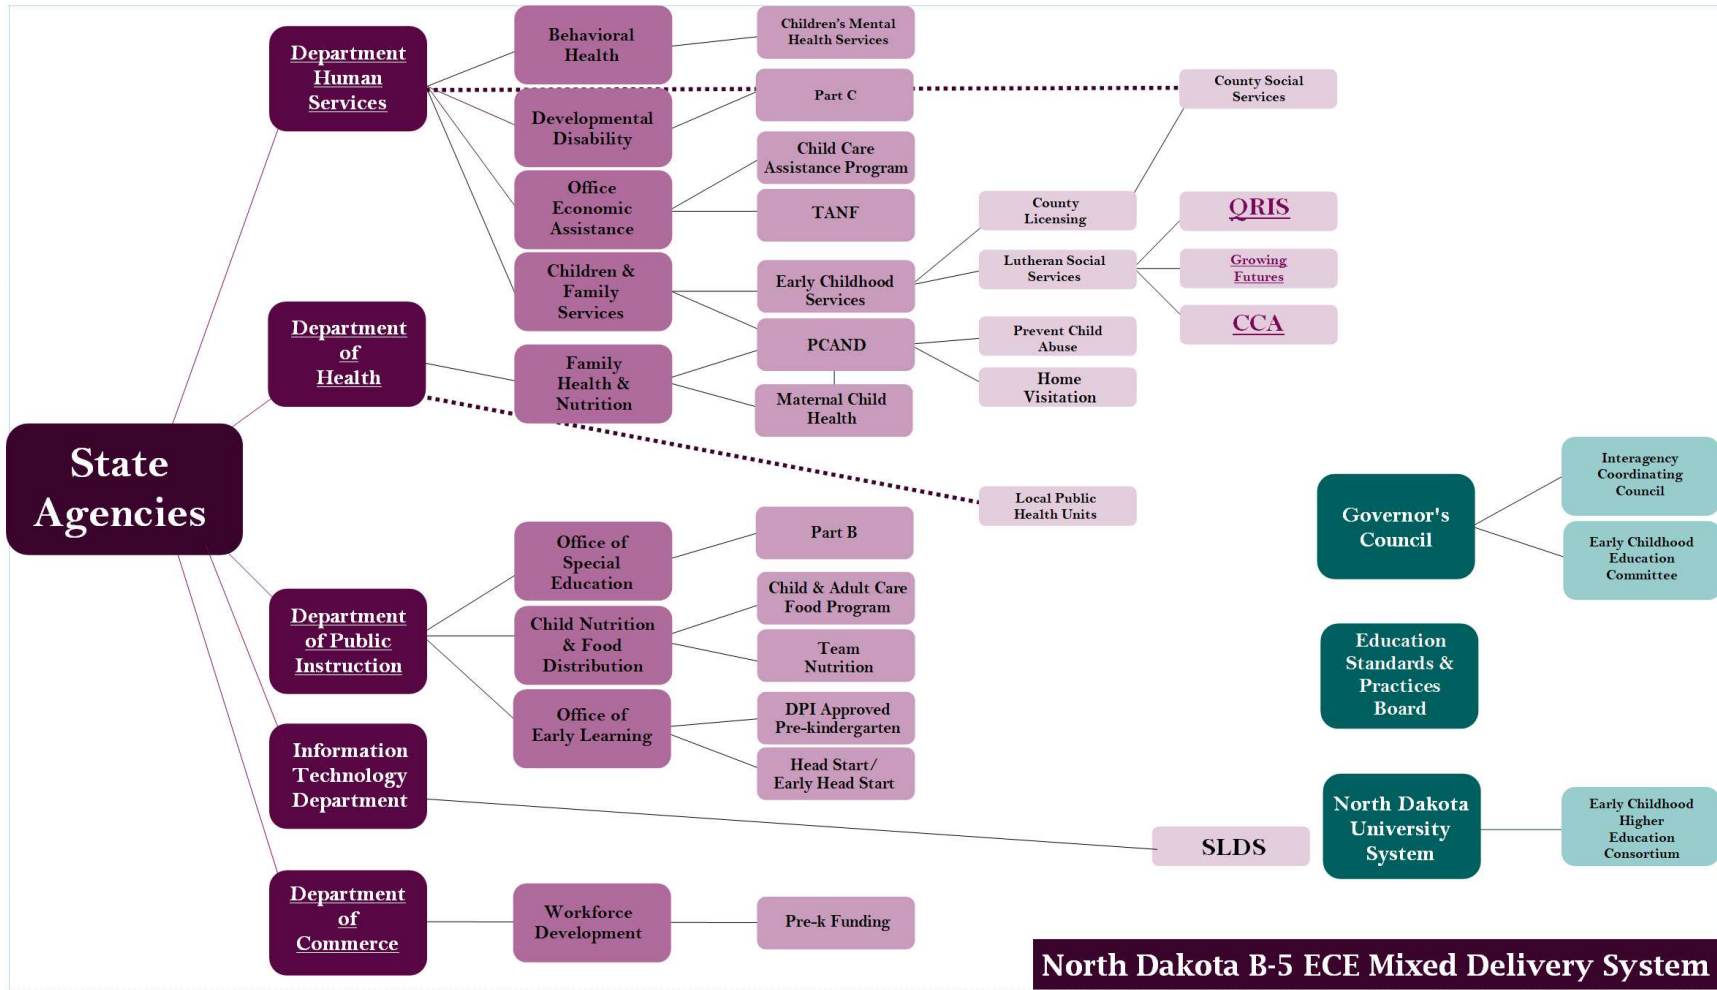 State
Agencies
Department
Human
Services
Behavioral
Health
Children's Mental
Health Services
Developmental
Disability
Part C
County Social
Services
Office
Economic
Assistance
Child Care
Assistance Program
TANF
Children &
Family
Services
Early Childhood
Services
County
Licensing
Lutheran Social
Services
QRIS
Growing
Futures
CCA
Department
of
Health
Family
Health &
Nutrition
PCAND
Prevent Child
Abuse
Home
Visitation
Maternal Child
Health
Local Public
Health Units
Department
of Public
Instruction
Office of
Special
Education
Part B
Child Nutrition
& Food
Distribution
Child & Adult Care
Food Program
Team
Nutrition
Office of
Early Learning
DPI Approved
Pre-kindergarten
Head Start/
Early Head Start
Information
Technology
Department
SLDS
Department
of
Commerce
Workforce
Development
Pre-k Funding
Governor's
Council
Interagency
Coordinating
Council
Early Childhood
Education
Committee
Education
Standards &
Practices
Board
North Dakota
University
System
Early Childhood
Higher
Education
Consortium
North Dakota B-5 ECE Mixed Delivery System